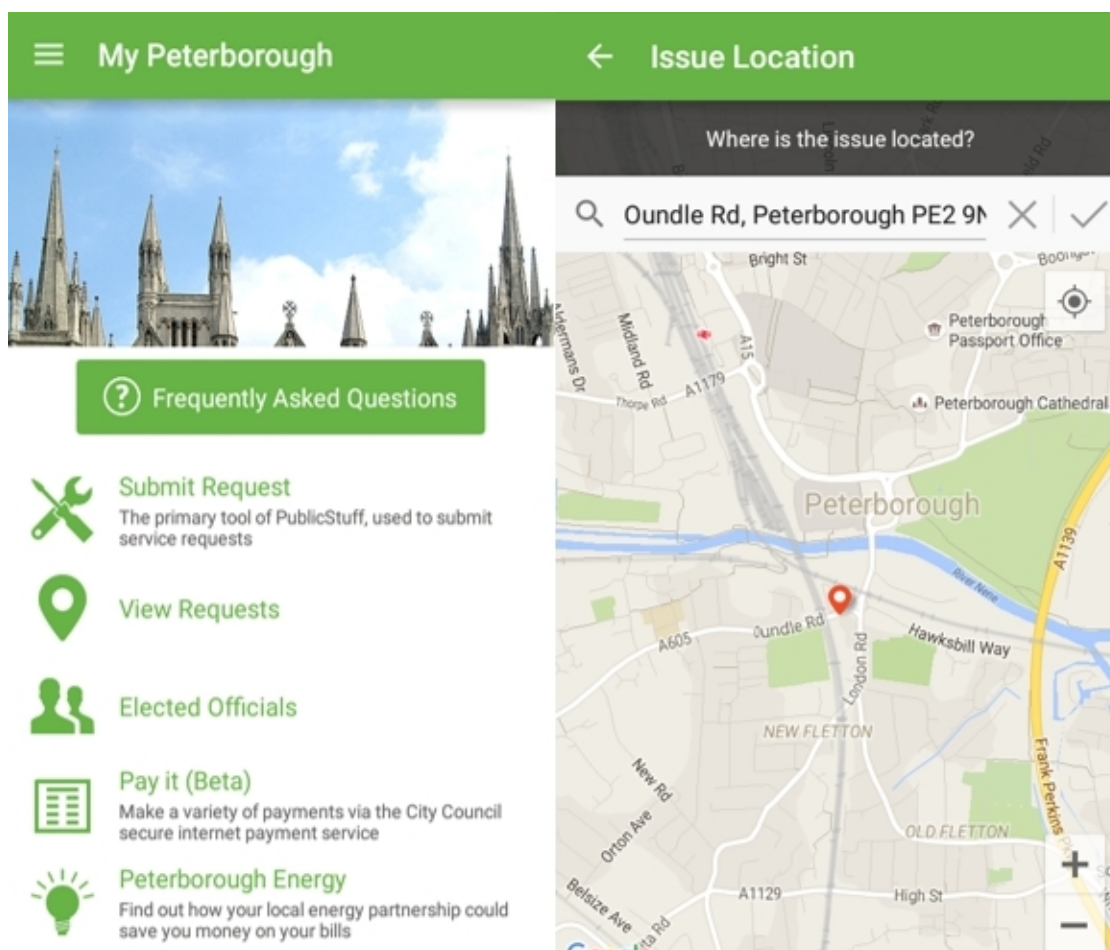 My Peterborough
Frequently Asked Questions
Submit Request
The primary tool of PublicStuff, used to submit
service requests
View Requests
Elected Officials
Pay it (Beta)
Make a variety of payments via the City Council
secure internet payment service
Peterborough Energy
Find out how your local energy partnership could
save you money on your bills
Issue Location
Where is the issue located?
Oundle Rd, Peterborough PE2 9N
Bright St
Aldermans Dr
Midland Rd
A15
Peterborough
Passport Office
A1179
Thorpe Rd
Peterborough Cathedral
Peterborough
A1139
River Nene
Oundle Rd
A605
Hawksbill Way
London Rd
NEW FLETTON
New Rd
Frank Perkins
Orton Ave
OLD FLETTON
A1129
High St
Belsize Ave